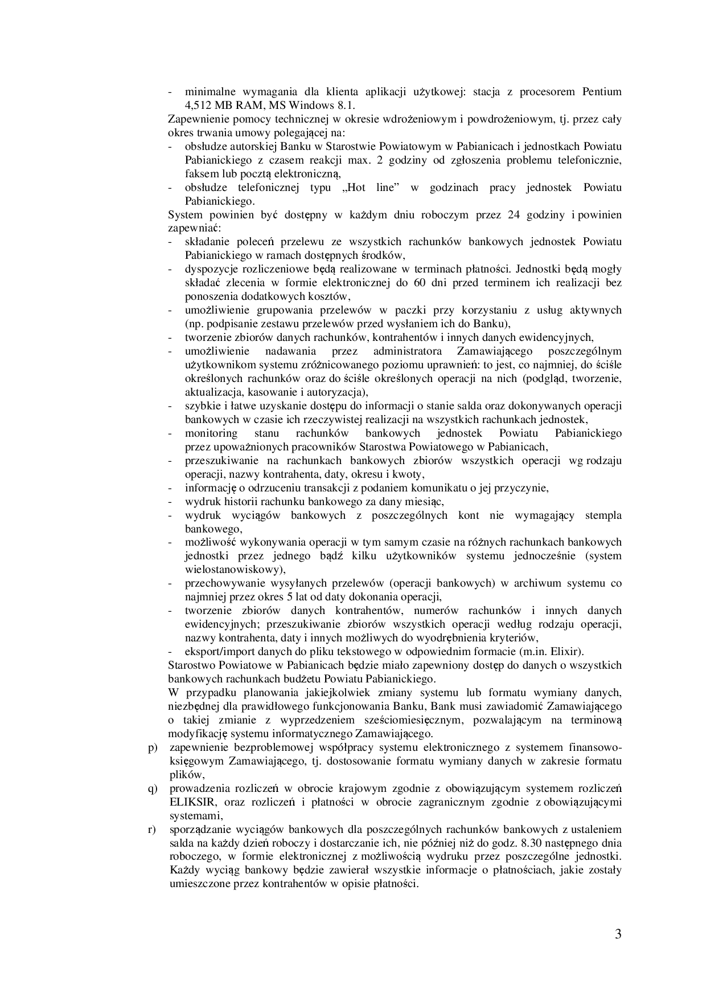 - minimalne wymagania dla klienta aplikacji użytkowej: stacja z procesorem Pentium
4,512 MB RAM, MS Windows 8.1.
Zapewnienie pomocy technicznej w okresie wdrożeniowym i powdrożeniowym, tj. przez cały
okres trwania umowy polegającej na:
- obsłudze autorskiej Banku w Starostwie Powiatowym w Pabianicach i jednostkach Powiatu
Pabianickiego z czasem reakcji max. 2 godziny od zgłoszenia problemu telefonicznie,
faksem lub pocztą elektroniczną,
- obsłudze telefonicznej typu „Hot line” w godzinach pracy jednostek Powiatu
Pabianickiego.
System powinien być dostępny w każdym dniu roboczym przez 24 godziny i powinien
zapewniać:
- składanie poleceń przelewu ze wszystkich rachunków bankowych jednostek Powiatu
Pabianickiego w ramach dostępnych środków,
- dyspozycje rozliczeniowe będą realizowane w terminach płatności. Jednostki będą mogły
składać zlecenia w formie elektronicznej do 60 dni przed terminem ich realizacji bez
ponoszenia dodatkowych kosztów,
- umożliwienie grupowania przelewów w paczki przy korzystaniu z usług aktywnych
(np. podpisanie zestawu przelewów przed wysłaniem ich do Banku),
- tworzenie zbiorów danych rachunków, kontrahentów i innych danych ewidencyjnych,
- umożliwienie nadawania przez administratora Zamawiającego poszczególnym
użytkownikom systemu zróżnicowanego poziomu uprawnień: to jest, co najmniej, do ściśle
określonych rachunków oraz do ściśle określonych operacji na nich (podgląd, tworzenie,
aktualizacja, kasowanie i autoryzacja),
- szybkie i łatwe uzyskanie dostępu do informacji o stanie salda oraz dokonywanych operacji
bankowych w czasie ich rzeczywistej realizacji na wszystkich rachunkach jednostek,
- monitoring stanu rachunków bankowych jednostek Powiatu Pabianickiego
przez upoważnionych pracowników Starostwa Powiatowego w Pabianicach,
- przeszukiwanie na rachunkach bankowych zbiorów wszystkich operacji wg rodzaju
operacji, nazwy kontrahenta, daty, okresu i kwoty,
- informację o odrzuceniu transakcji z podaniem komunikatu o jej przyczynie,
- wydruk historii rachunku bankowego za dany miesiąc,
- wydruk wyciągów bankowych z poszczególnych kont nie wymagający stempla
bankowego,
- możliwość wykonywania operacji w tym samym czasie na różnych rachunkach bankowych
jednostki przez jednego bądź kilku użytkowników systemu jednocześnie (system
wielostanowiskowy),
- przechowywanie wysyłanych przelewów (operacji bankowych) w archiwum systemu co
najmniej przez okres 5 lat od daty dokonania operacji,
- tworzenie zbiorów danych kontrahentów, numerów rachunków i innych danych
ewidencyjnych; przeszukiwanie zbiorów wszystkich operacji według rodzaju operacji,
nazwy kontrahenta, daty i innych możliwych do wyodrębnienia kryteriów,
- eksport/import danych do pliku tekstowego w odpowiednim formacie (m.in. Elixir).
Starostwo Powiatowe w Pabianicach będzie miało zapewniony dostęp do danych o wszystkich
bankowych rachunkach budżetu Powiatu Pabianickiego.
W przypadku planowania jakiejkolwiek zmiany systemu lub formatu wymiany danych,
niezbędnej dla prawidłowego funkcjonowania Banku, Bank musi zawiadomić Zamawiającego
o takiej zmianie z wyprzedzeniem sześciomiesięcznym, pozwalającym na terminową
modyfikację systemu informatycznego Zamawiającego.
p) zapewnienie bezproblemowej współpracy systemu elektronicznego z systemem finansowo-
księgowym Zamawiającego, tj. dostosowanie formatu wymiany danych w zakresie formatu
plików,
q) prowadzenia rozliczeń w obrocie krajowym zgodnie z obowiązującym systemem rozliczeń
ELIKSIR, oraz rozliczeń i płatności w obrocie zagranicznym zgodnie z obowiązującymi
systemami,
r) sporządzanie wyciągów bankowych dla poszczególnych rachunków bankowych z ustaleniem
salda na każdy dzień roboczy i dostarczanie ich, nie później niż do godz. 8.30 następnego dnia
roboczego, w formie elektronicznej z możliwością wydruku przez poszczególne jednostki.
Każdy wyciąg bankowy będzie zawierał wszystkie informacje o płatnościach, jakie zostały
umieszczone przez kontrahentów w opisie płatności.
3